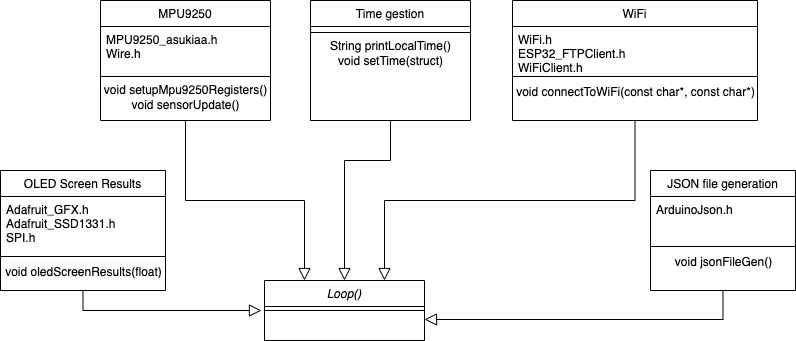 MPU9250
MPU9250_asukiaa.h
Wire.h
void setupMpu9250Registers()
void sensorUpdate()
Time gestion
String printLocalTime()
void setTime(struct)
WiFi
WiFi.h
ESP32_FTPClient.h
WiFiClient.h
void connectToWiFi(const char*, const char*)
OLED Screen Results
Adafruit_GFX.h
Adafruit_SSD1331.h
SPI.h
void oledScreenResults(float)
JSON file generation
ArduinoJson.h
void jsonFileGen()
Loop()